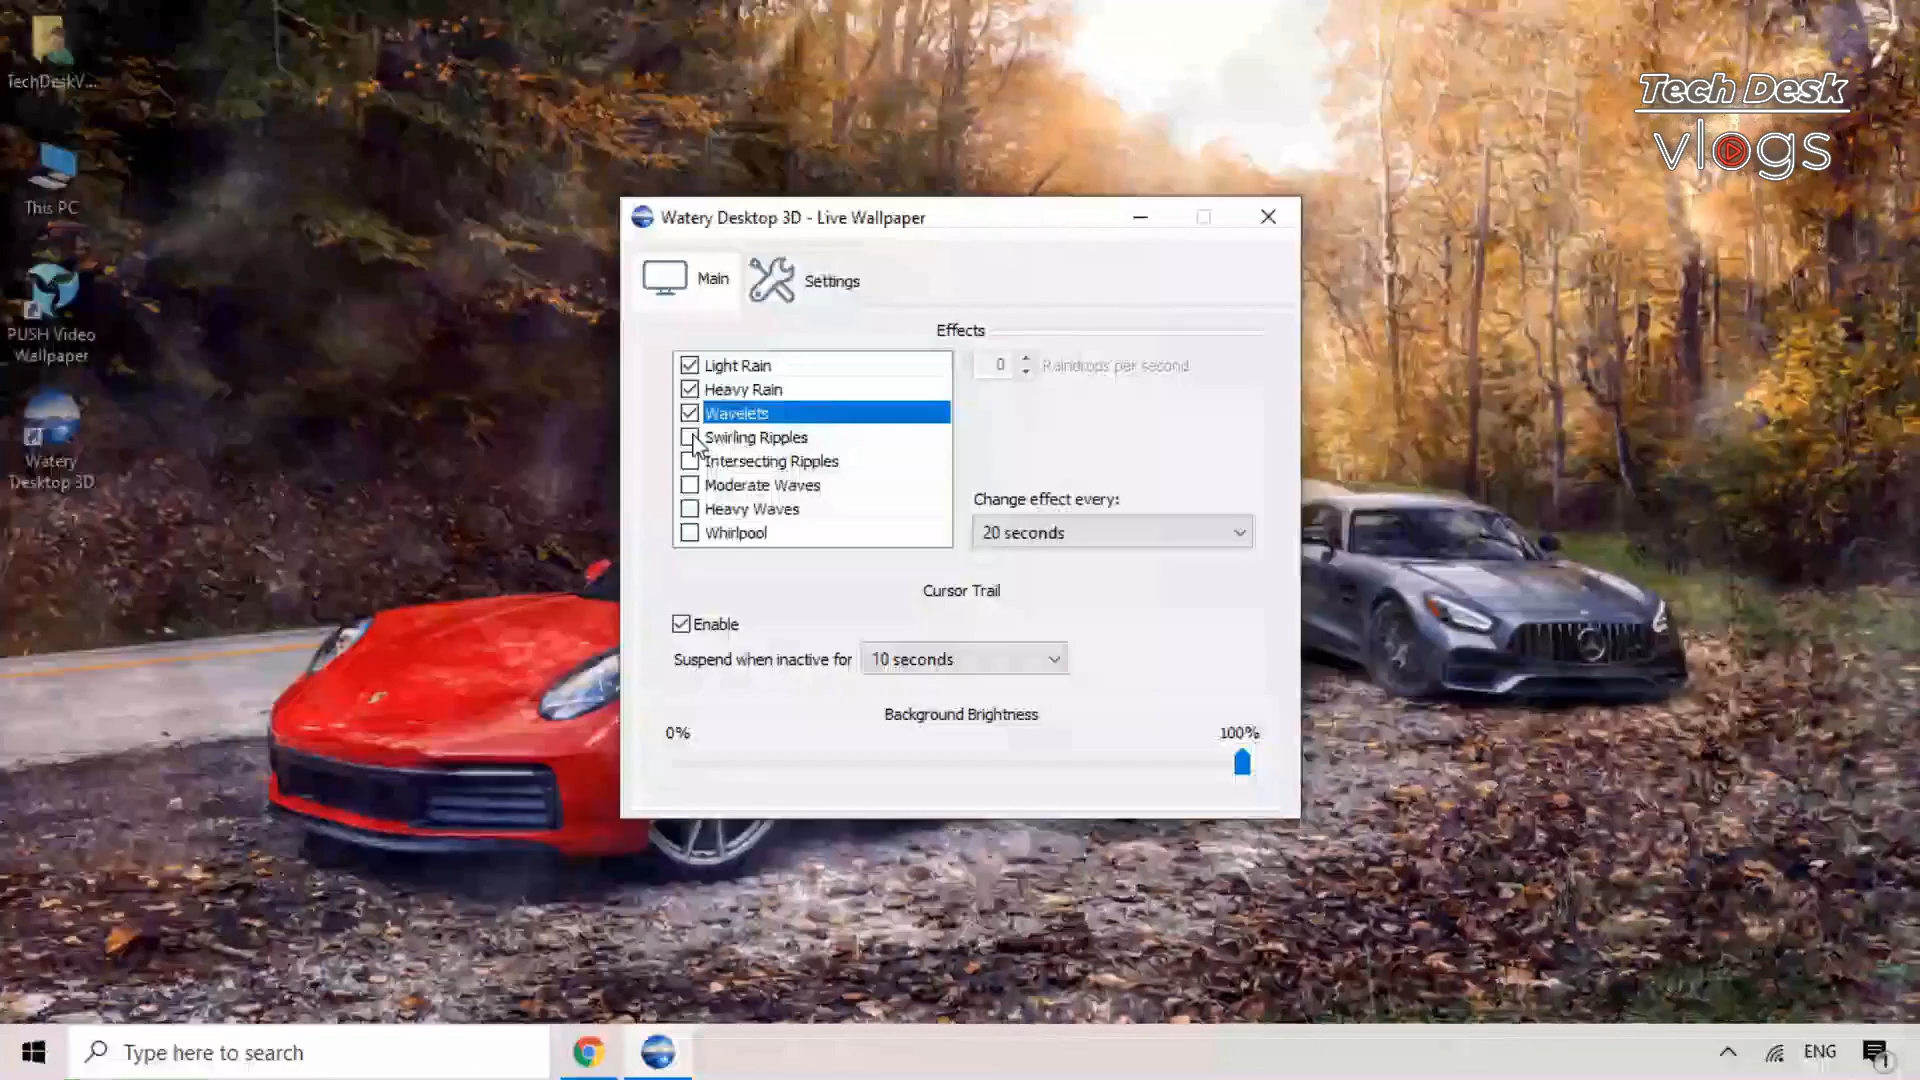 TechDeskV...
This PC
PUSH Video
Wallpaper
Watery
Desktop 3D
Tech Desk
vlogs
Watery Desktop 3D - Live Wallpaper
Main
Settings
Effects
Light Rain
Heavy Rain
Wavelets
Swirling Ripples
Intersecting Ripples
Moderate Waves
Heavy Waves
Whirlpool
0
Raindrops per second
Change effect every:
20 seconds
Cursor Trail
Enable
Suspend when inactive for
10 seconds
Background Brightness
0%
100%
Type here to search
ENG
1